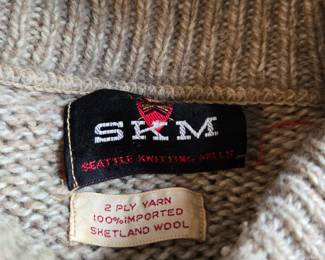 SKM
SEATTLE KNITTING MILLS
2 PLY YARN
100% IMPORTED
SHETLAND WOOL